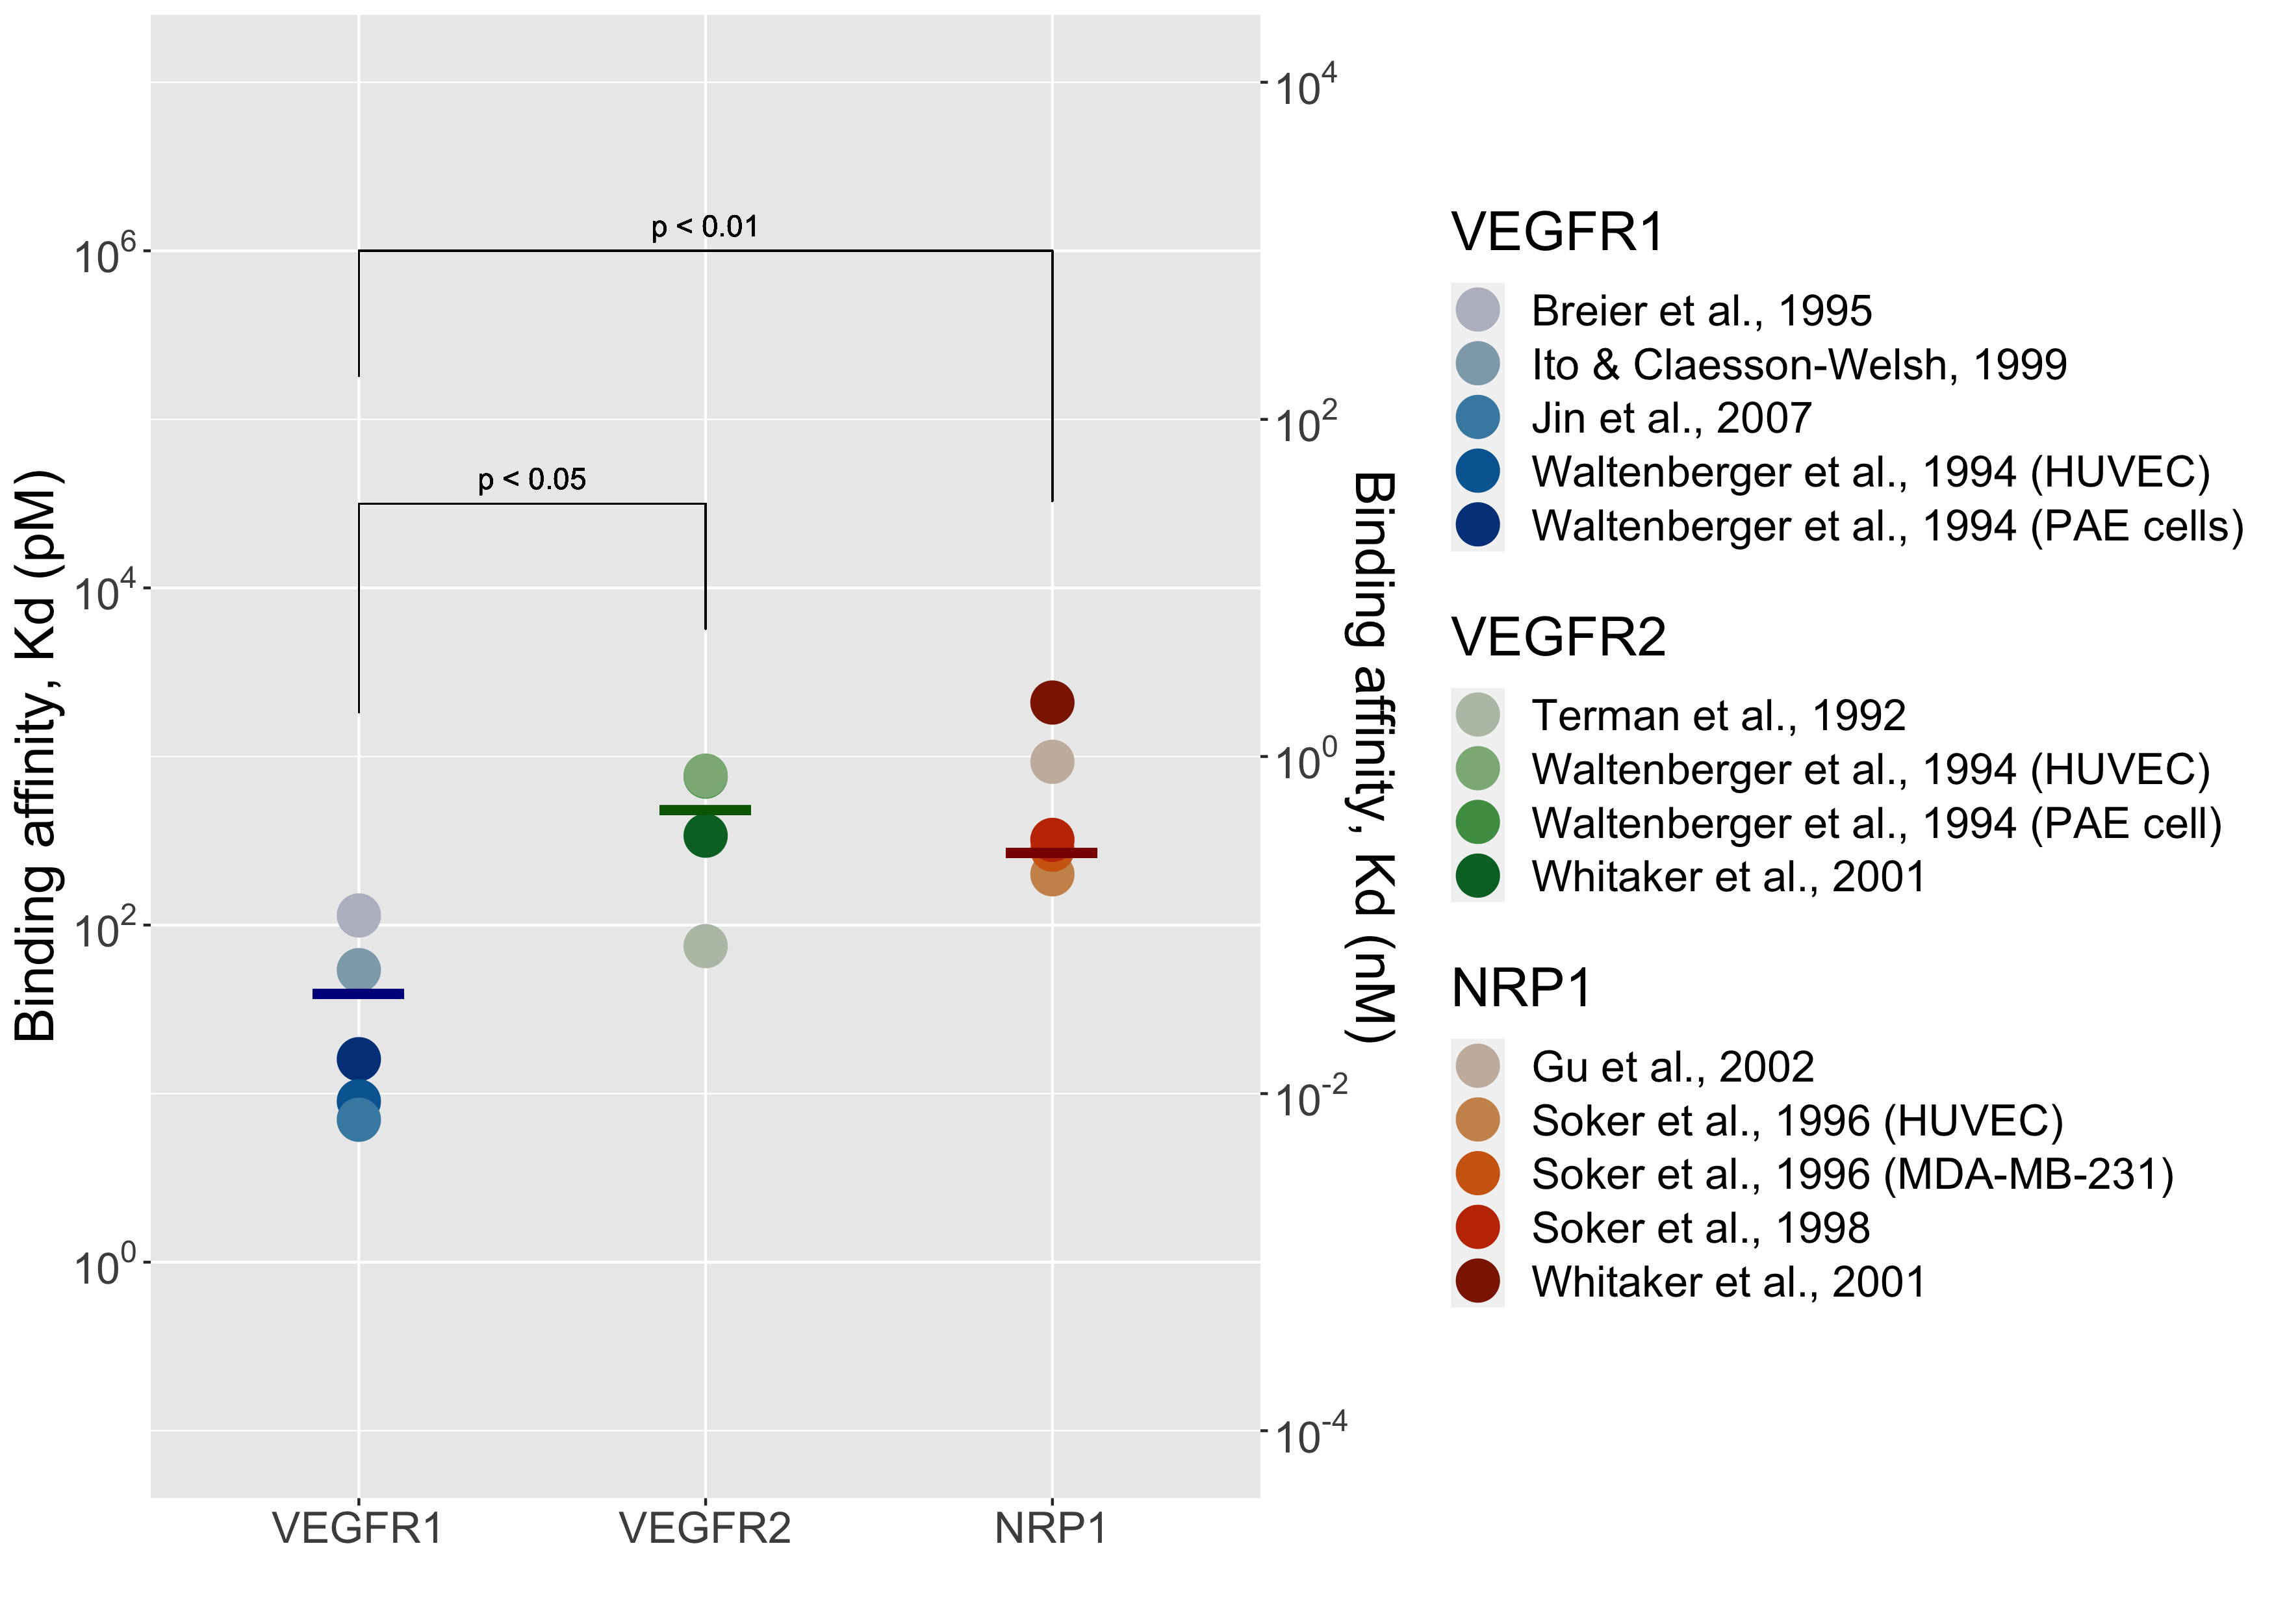 Binding affinity, Kd (pM)
10^6
10^4
10^2
10^0
p < 0.01
p < 0.05
VEGFR1
VEGFR2
NRP1
10^4
10^2
10^0
10^-2
10^-4
Binding affinity, Kd (nM)
VEGFR1
Breier et al., 1995
Ito & Claesson-Welsh, 1999
Jin et al., 2007
Waltenberger et al., 1994 (HUVEC)
Waltenberger et al., 1994 (PAE cells)
VEGFR2
Terman et al., 1992
Waltenberger et al., 1994 (HUVEC)
Waltenberger et al., 1994 (PAE cell)
Whitaker et al., 2001
NRP1
Gu et al., 2002
Soker et al., 1996 (HUVEC)
Soker et al., 1996 (MDA-MB-231)
Soker et al., 1998
Whitaker et al., 2001